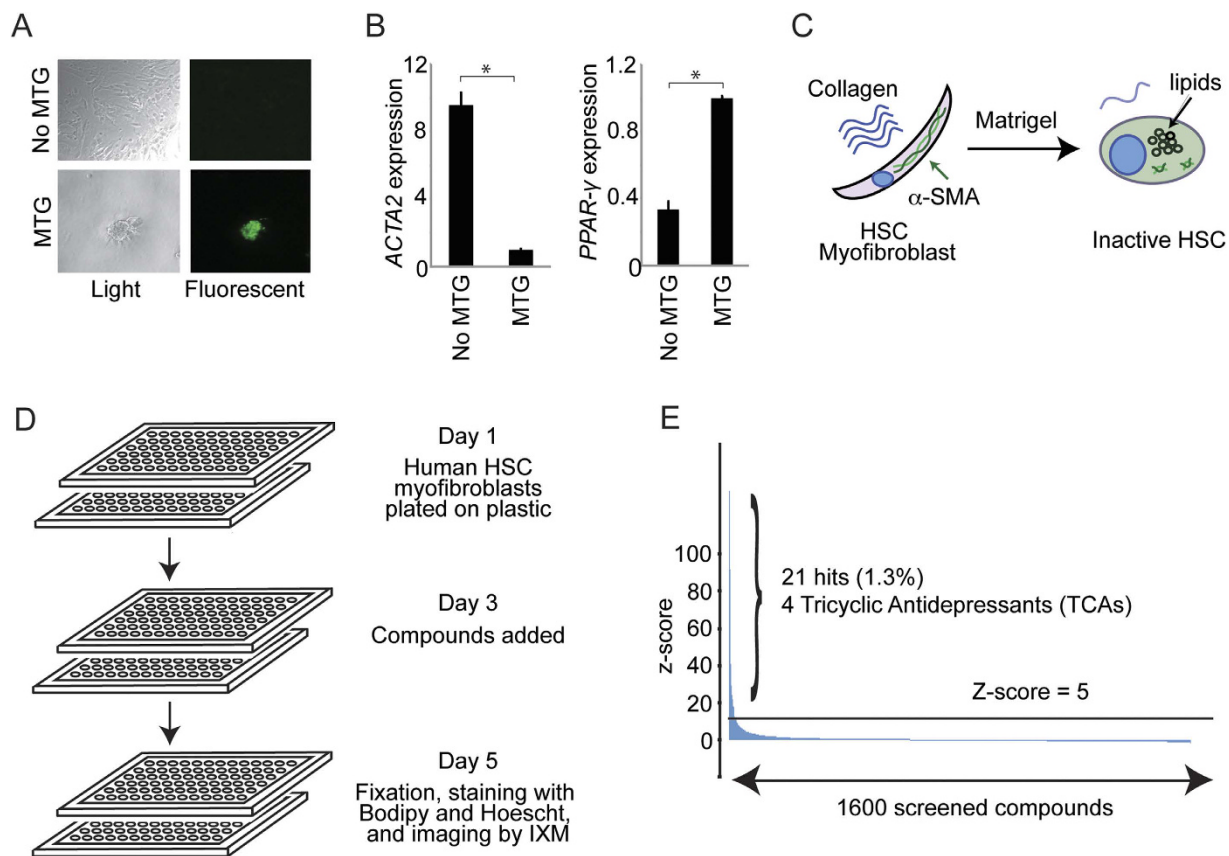 A
No MTG
MTG
Light
Fluorescent
B
ACTA2 expression
12
8
4
0
*
No MTG
MTG
PPAR-γ expression
1.2
0.8
0.4
0
*
No MTG
MTG
C
Collagen
α-SMA
HSC
Myofibroblast
Matrigel
lipids
Inactive HSC
D
Day 1
Human HSC
myofibroblasts
plated on plastic
Day 3
Compounds added
Day 5
Fixation, staining with
Bodipy and Hoescht,
and imaging by IXM
E
z-score
100
80
60
40
20
0
21 hits (1.3%)
4 Tricyclic Antidepressants (TCAs)
Z-score = 5
1600 screened compounds